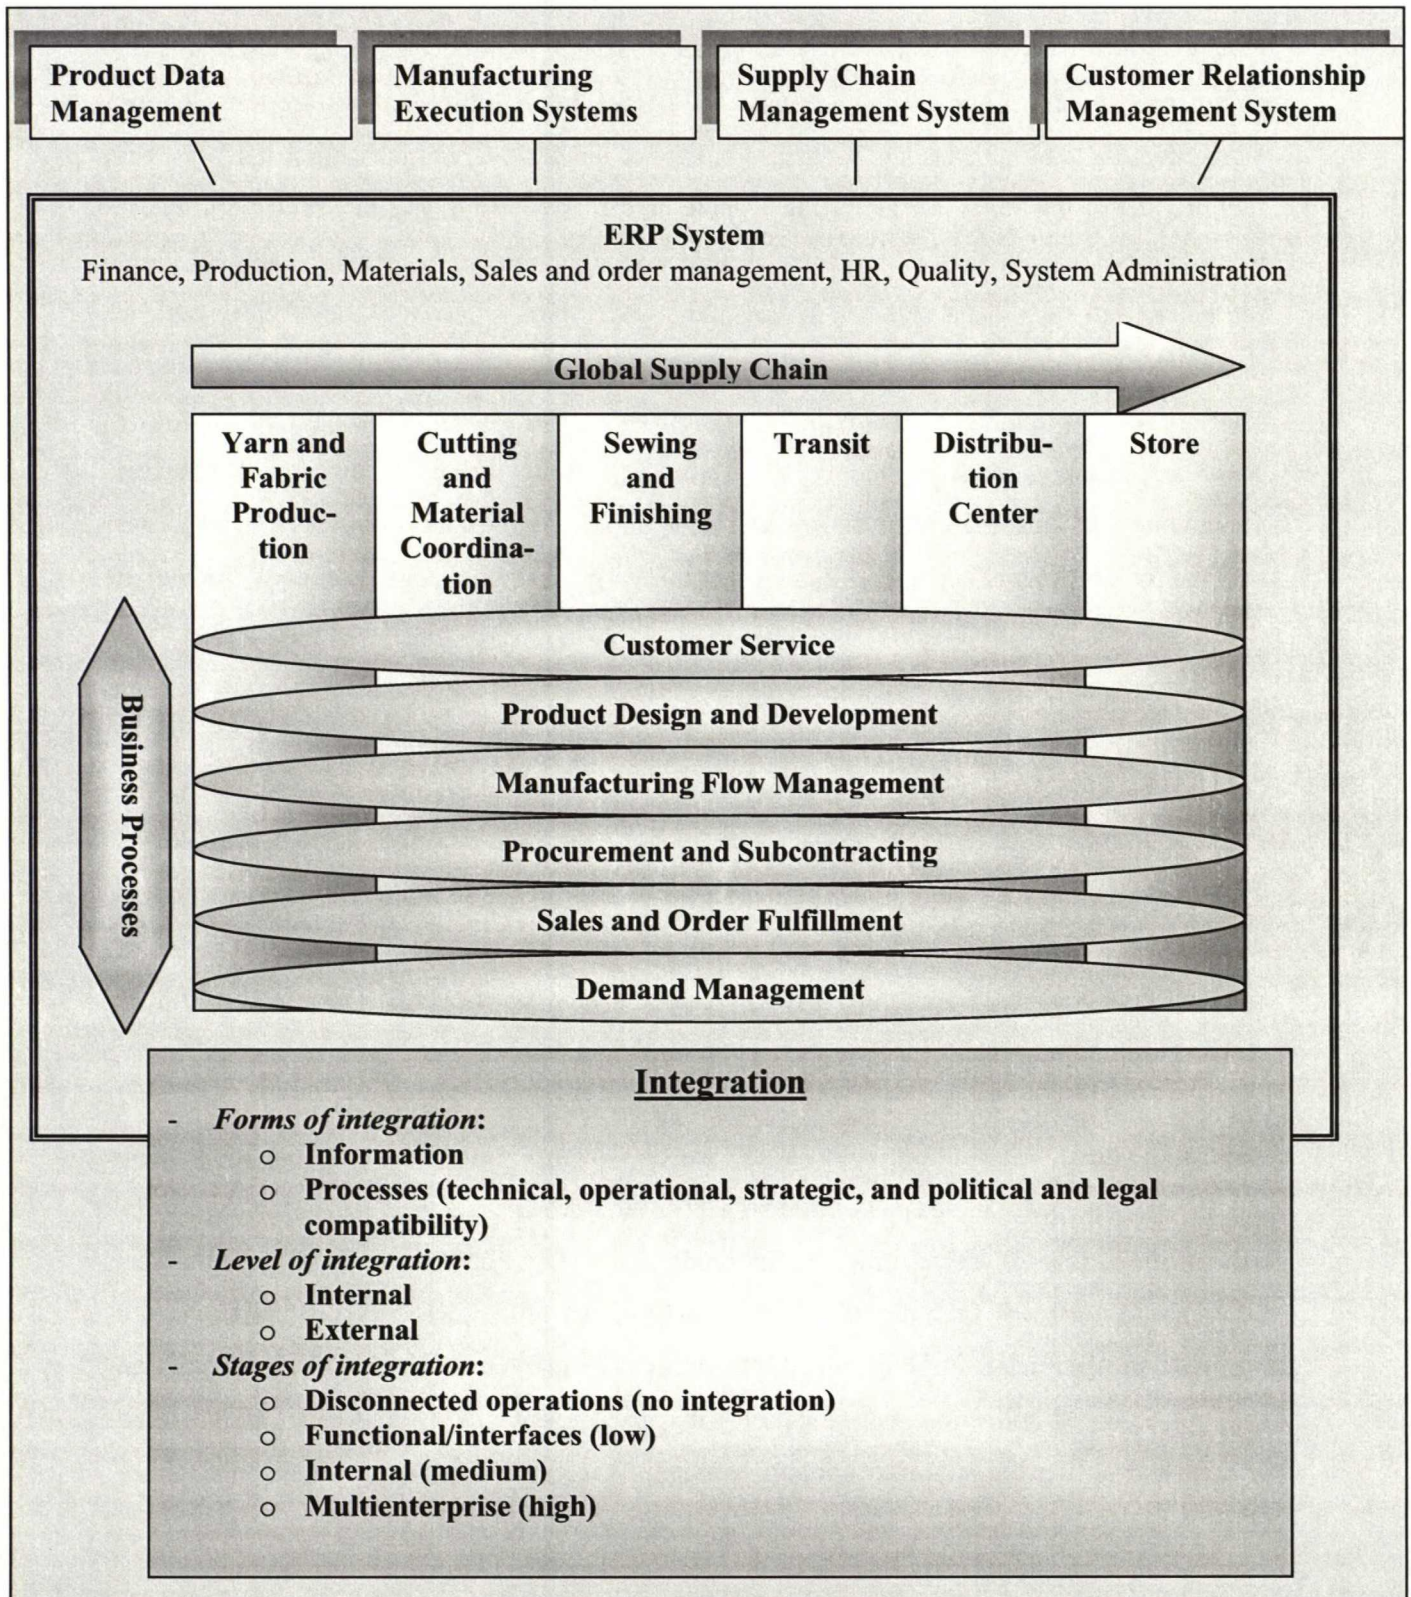 Product Data
Management
Manufacturing
Execution Systems
Supply Chain
Management System
Customer Relationship
Management System
ERP System
Finance, Production, Materials, Sales and order management, HR, Quality, System Administration
Global Supply Chain
Yarn and
Fabric
Produc-
tion
Cutting
and
Material
Coordina-
tion
Sewing
and
Finishing
Transit
Distribu-
tion
Center
Store
Business Processes
Customer Service
Product Design and Development
Manufacturing Flow Management
Procurement and Subcontracting
Sales and Order Fulfillment
Demand Management
Integration
- Forms of integration:
o Information
o Processes (technical, operational, strategic, and political and legal
compatibility)
- Level of integration:
o Internal
o External
- Stages of integration:
o Disconnected operations (no integration)
o Functional/interfaces (low)
o Internal (medium)
o Multienterprise (high)